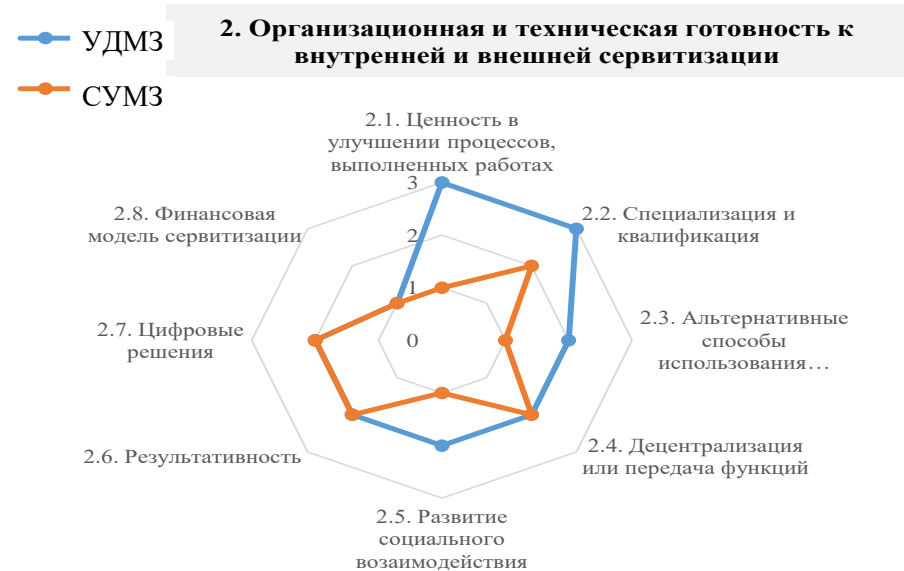 УДМЗ
СУМЗ
2. Организационная и техническая готовность к
внутренней и внешней сервитизации
2.1. Ценность в
улучшении процессов,
выполненных работах
2.2. Специализация и
квалификация
2.3. Альтернативные
способы
использования…
2.4. Децентрализация
или передача функций
2.5. Развитие
социального
возаимодействия
2.6. Результативность
2.7. Цифровые
решения
2.8. Финансовая
модель сервитизации
3
2
1
0